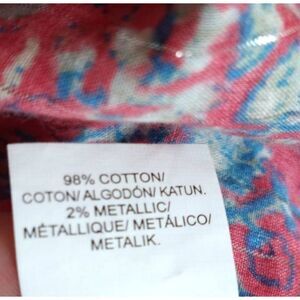 98% COTTON/
COTON/ALGODÓN/ KATUN.
2% METALLIC/
MÉTALLIQUE/ METÁLICO/
METALIK.